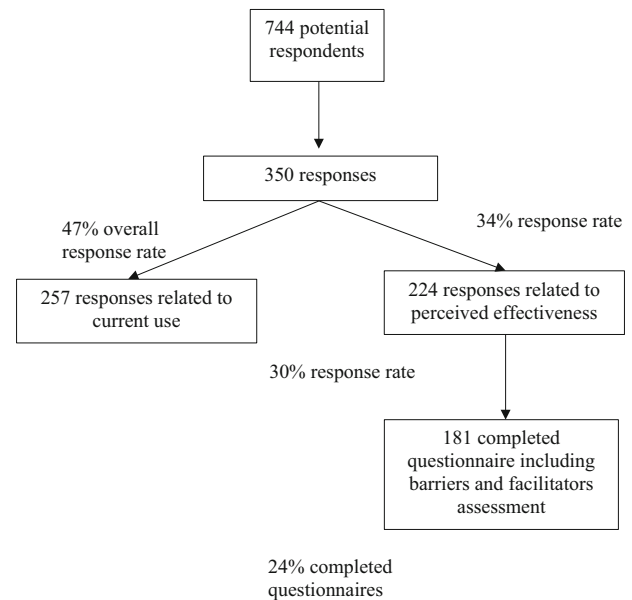 744 potential
respondents
350 responses
47% overall
response rate
34% response rate
257 responses related to
current use
224 responses related to
perceived effectiveness
30% response rate
181 completed
questionnaire including
barriers and facilitators
assessment
24% completed
questionnaires